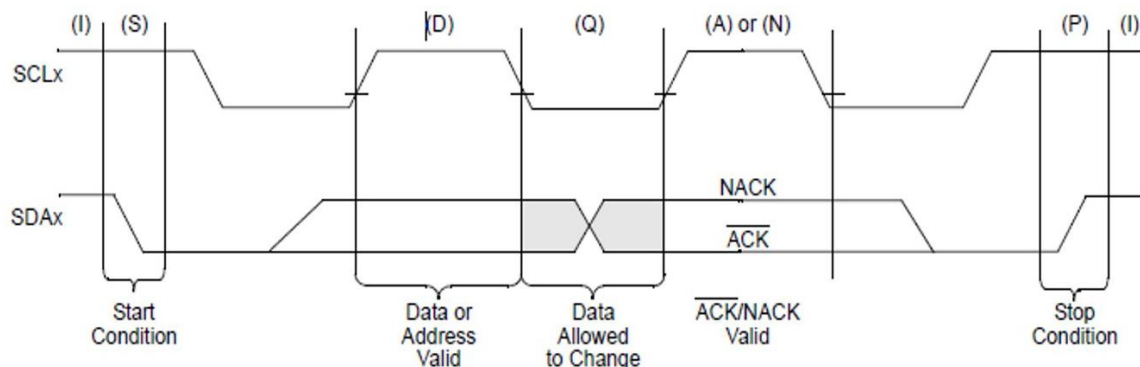 (I) (S) (D) (Q) (A) or (N) (P) (I)
SCLx
NACK
SDAx
ACK
Start
Condition
Data or
Address
Valid
Data
Allowed
to Change
ACK/NACK
Valid
Stop
Condition